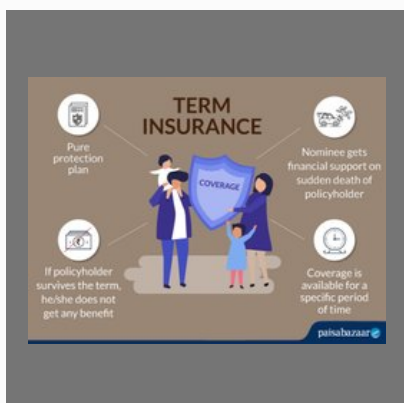 TERM
INSURANCE
Pure
protection
plan
Nominee gets
financial support on
sudden death of
policyholder
COVERAGE
If policyholder
survives the term,
he/she does not
get any benefit
Coverage is
available for a
specific period
of time
paisabazaar